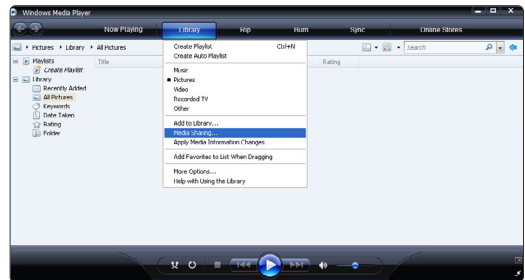 Windows Media Player
Now Playing
Library
Rip
Burn
Sync
Online Stores
Pictures
Library
All Pictures
Search
Playlists
Create Playlist
Library
Recently Added
All Pictures
Keywords
Date Taken
Rating
Folder
Title
Rating
Create Playlist Ctrl+N
Create Auto Playlist
Music
Pictures
Video
Recorded TV
Other
Add to Library...
Media Sharing...
Apply Media Information Changes
Add Favorites to List When Dragging
More Options...
Help with Using the Library